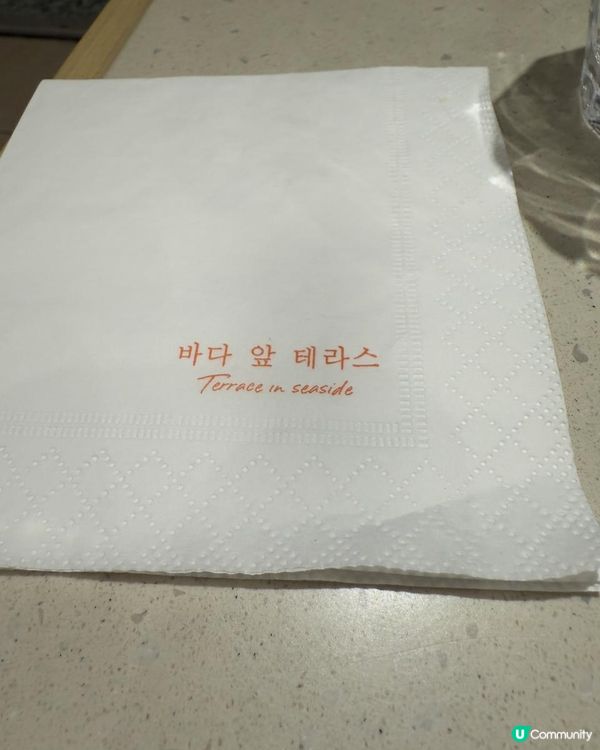 바다 앞 테라스
Terrace in seaside
U Community